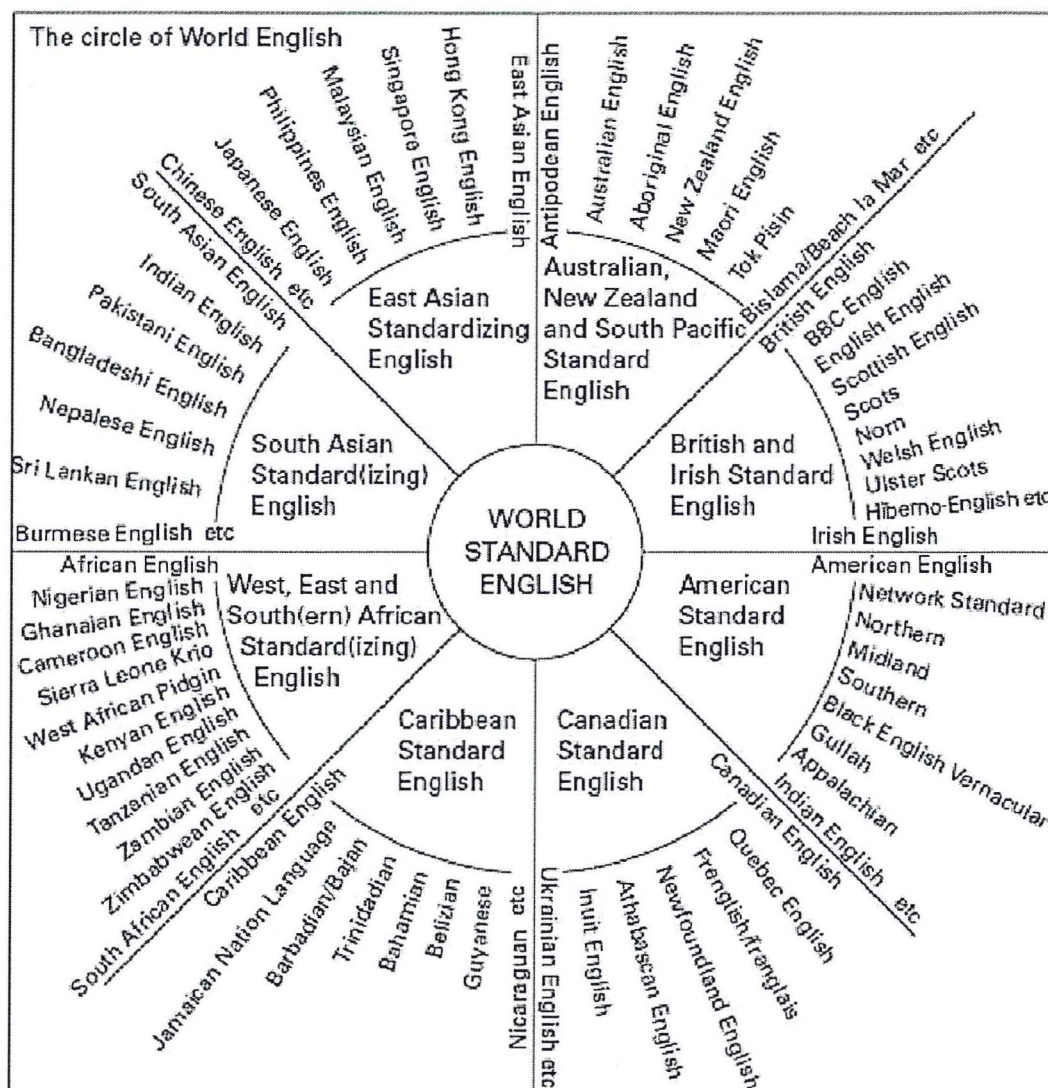 The circle of World English
WORLD
STANDARD
ENGLISH
East Asian
Standardizing
English
East Asian English
Hong Kong English
Singapore English
Malaysian English
Philippines English
Japanese English
Chinese English etc
South Asian
Standard(izing)
English
South Asian English
Indian English
Pakistani English
Bangladeshi English
Nepalese English
Sri Lankan English
Burmese English etc
West, East and
South(ern) African
Standard(izing)
English
African English
Nigerian English
Ghanaian English
Cameroon English
Sierra Leone Krio
West African Pidgin
Kenyan English
Ugandan English
Tanzanian English
Zambian English
Zimbabwean English
South African English etc
Caribbean
Standard
English
Caribbean English
Jamaican Nation Language
Barbadian/Bajan
Trinidadian
Bahamian
Belizian
Guyanese
Nicaraguan etc
Canadian
Standard
English
Canadian English
Quebec English
Frenglish/franglais
Newfoundland English
Athabascan English
Inuit English
Ukrainian English etc
American
Standard
English
American English
Network Standard
Northern
Midland
Southern
Black English Vernacular
Gullah
Appalachian
Indian English etc
British and
Irish Standard
English
British English
BBC English
English English
Scottish English
Scots
Norn
Welsh English
Ulster Scots
Hiberno-English etc
Irish English
Australian,
New Zealand
and South Pacific
Standard
English
Antipodean English
Australian English
Aboriginal English
New Zealand English
Maori English
Tok Pisin
Bislama/Beach la Mar etc